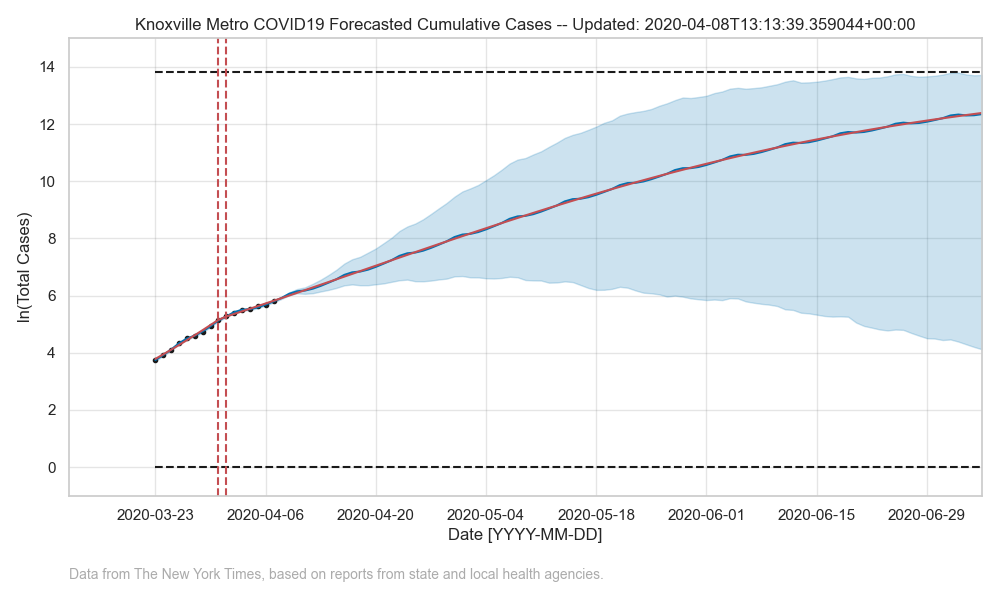 Knoxville Metro COVID19 Forecasted Cumulative Cases -- Updated: 2020-04-08T13:13:39.359044+00:00
ln(Total Cases)
14
12
10
8
6
4
2
0
2020-03-23 2020-04-06 2020-04-20 2020-05-04 2020-05-18 2020-06-01 2020-06-15 2020-06-29
Date [YYYY-MM-DD]
Data from The New York Times, based on reports from state and local health agencies.